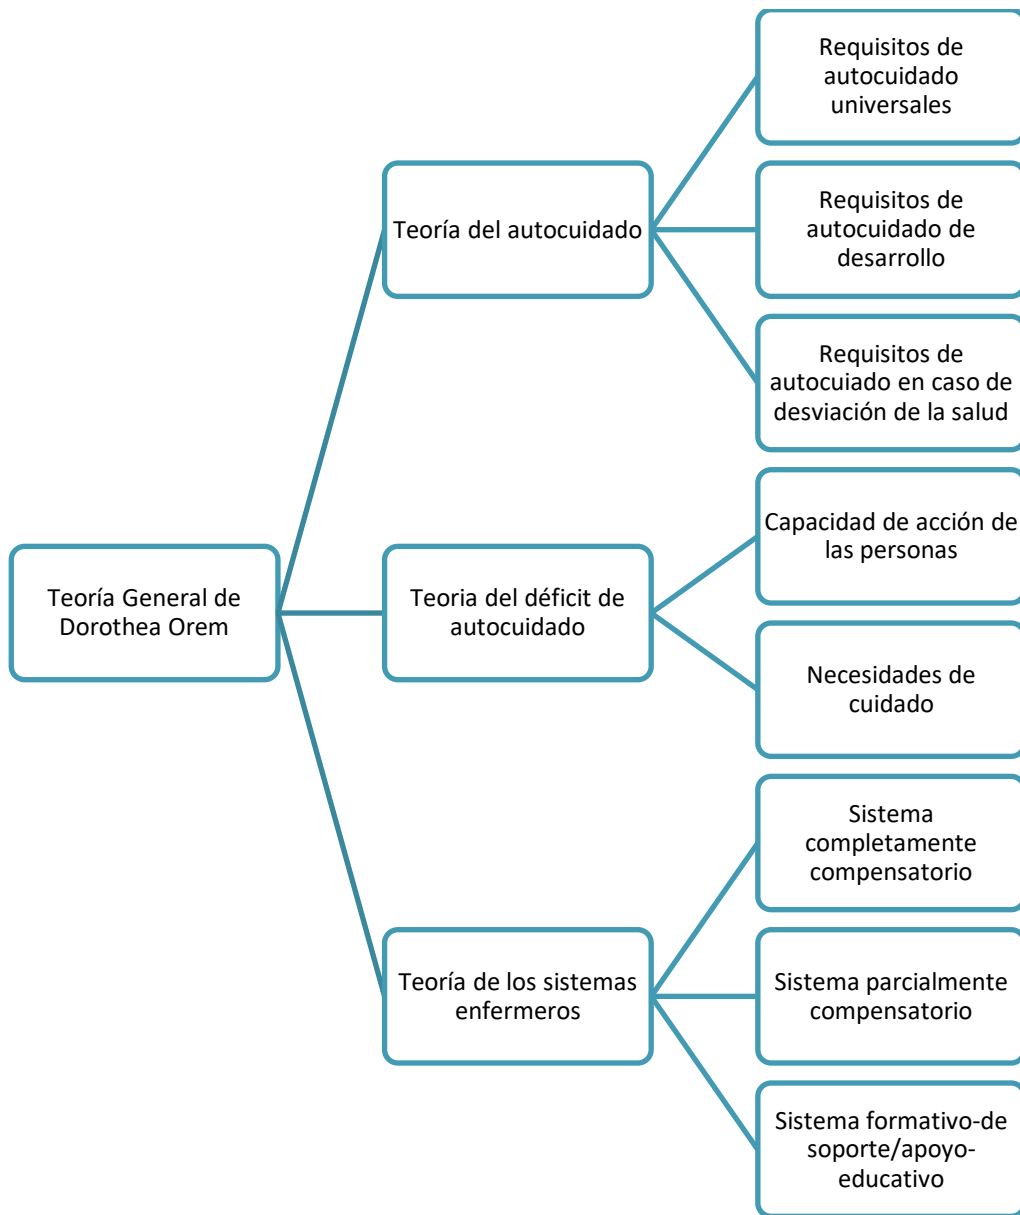 Teoría General de
Dorothea Orem
Teoría del autocuidado
Requisitos de
autocuidado
universales
Requisitos de
autocuidado de
desarrollo
Requisitos de
autocuiado en caso de
desviación de la salud
Teoria del déficit de
autocuidado
Capacidad de acción de
las personas
Necesidades de
cuidado
Teoría de los sistemas
enfermeros
Sistema
completamente
compensatorio
Sistema parcialmente
compensatorio
Sistema formativo-de
soporte/apoyo-
educativo